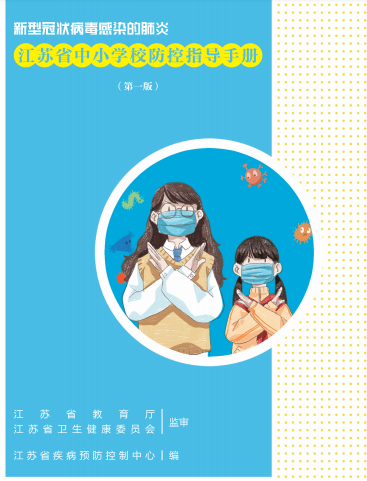 新型冠状病毒感染的肺炎
江苏省中小学校防控指导手册
（第一版）
江苏省教育厅
江苏省卫生健康委员会
监审
江苏省疾病预防控制中心 编